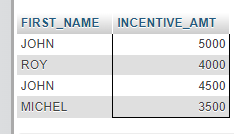 FIRST_NAME INCENTIVE_AMT
JOHN 5000
ROY 4000
JOHN 4500
MICHEL 3500